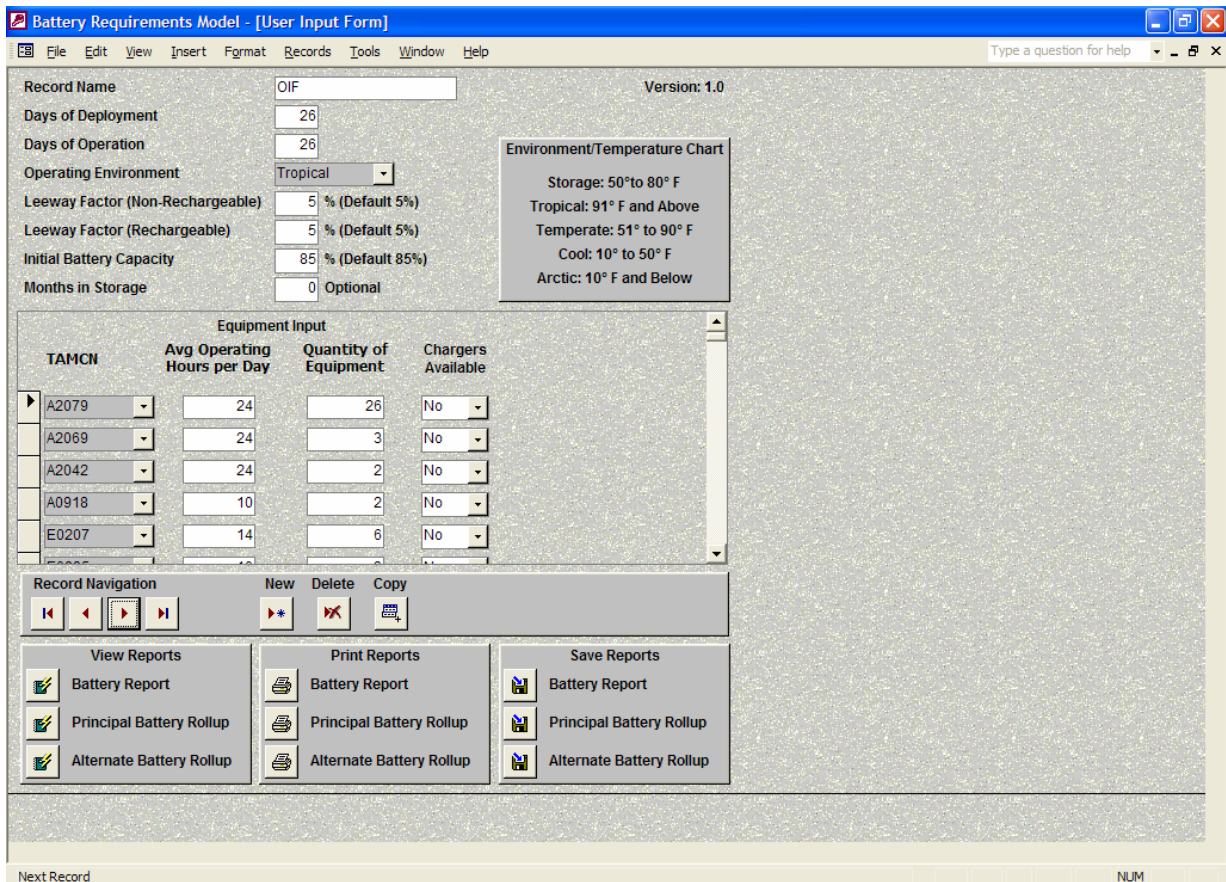 Battery Requirements Model - [User Input Form]
File Edit View Insert Format Records Tools Window Help Type a question for help
Record Name OIF Version: 1.0
Days of Deployment 26
Days of Operation 26
Operating Environment Tropical
Leeway Factor (Non-Rechargeable) 5 % (Default 5%)
Leeway Factor (Rechargeable) 5 % (Default 5%)
Initial Battery Capacity 85 % (Default 85%)
Months in Storage 0 Optional
Environment/Temperature Chart
Storage: 50°to 80° F
Tropical: 91° F and Above
Temperate: 51° to 90° F
Cool: 10° to 50° F
Arctic: 10° F and Below
Equipment Input
TAMCN Avg Operating Hours per Day Quantity of Equipment Chargers Available
A2079 24 26 No
A2069 24 3 No
A2042 24 2 No
A0918 10 2 No
E0207 14 6 No
Record Navigation New Delete Copy
View Reports Print Reports Save Reports
Battery Report Battery Report Battery Report
Principal Battery Rollup Principal Battery Rollup Principal Battery Rollup
Alternate Battery Rollup Alternate Battery Rollup Alternate Battery Rollup
Next Record NUM